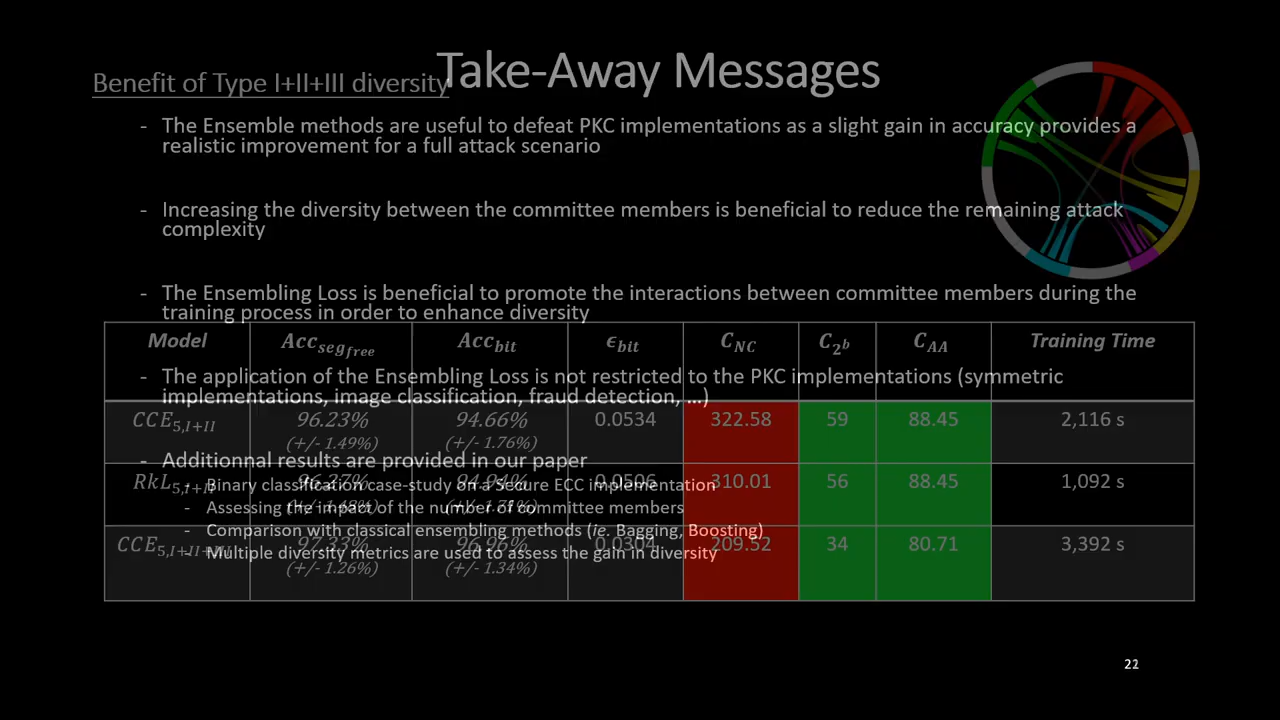 Take-Away Messages
Benefit of Type I+II+III diversity
- The Ensemble methods are useful to defeat PKC implementations as a slight gain in accuracy provides a
realistic improvement for a full attack scenario
- Increasing the diversity between the committee members is beneficial to reduce the remaining attack
complexity
- The Ensembling Loss is beneficial to promote the interactions between committee members during the
training process in order to enhance diversity
- The application of the Ensembling Loss is not restricted to the PKC implementations (symmetric
implementations, image classification, fraud detection, …)
- Additionnal results are provided in our paper
- Binary classification case-study on a Secure ECC implementation
- Assessing the impact of the number of committee members
- Comparison with classical ensembling methods (ie. Bagging, Boosting)
- Multiple diversity metrics are used to assess the gain in diversity
Model Acc_seg_free Acc_bit ϵ_bit C_NC C_2^b C_AA Training Time
CCE_5,I+II 96.23% 94.66% 0.0534 322.58 59 88.45 2,116 s
(+/- 1.49%) (+/- 1.76%)
RkL_5,I+II 96.27% 94.94% 0.0506 310.01 56 88.45 1,092 s
(+/- 1.48%)
CCE_5,I+II+III 97.33% 0.0304 209.52 34 80.71 3,392 s
(+/- 1.26%) (+/- 1.34%)
22